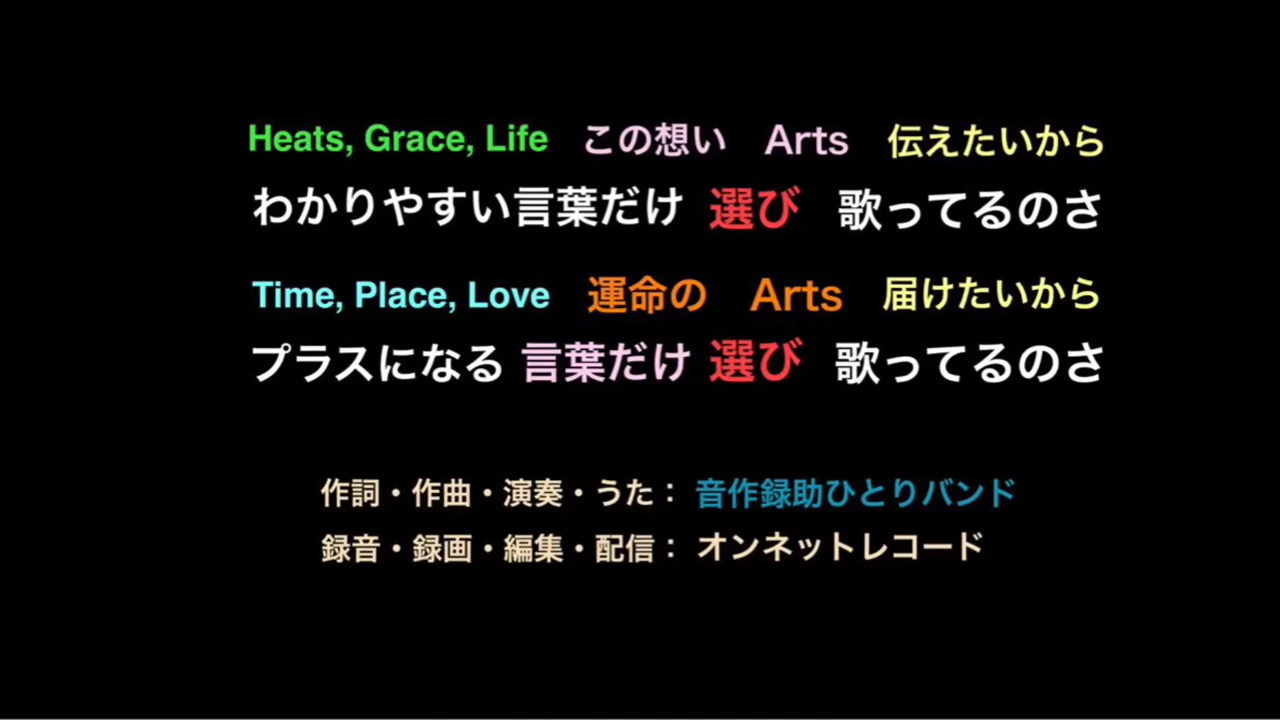 Heats, Grace, Life　この想い　Arts　伝えたいから
わかりやすい言葉だけ 選び　歌ってるのさ
Time, Place, Love　運命の　Arts　届けたいから
プラスになる 言葉だけ 選び　歌ってるのさ
作詞・作曲・演奏・うた： 音作録助ひとりバンド
録音・録画・編集・配信： オンネットレコード